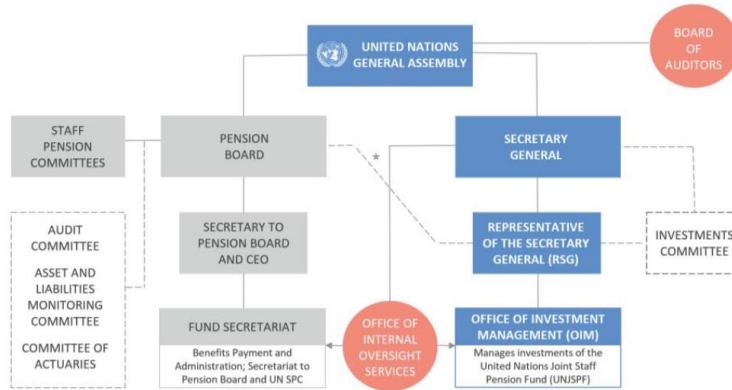 UNITED NATIONS
GENERAL ASSEMBLY
BOARD
OF
AUDITORS
STAFF
PENSION
COMMITTEES
PENSION
BOARD
*
SECRETARY
GENERAL
AUDIT
COMMITTEE
ASSET AND
LIABILITIES
MONITORING
COMMITTEE
COMMITTEE OF
ACTUARIES
SECRETARY TO
PENSION BOARD
AND CEO
REPRESENTATIVE
OF THE SECRETARY
GENERAL (RSG)
INVESTMENTS
COMMITTEE
FUND SECRETARIAT
Benefits Payment and
Administration; Secretariat to
Pension Board and UN SPC
OFFICE OF
INTERNAL
OVERSIGHT
SERVICES
OFFICE OF INVESTMENT
MANAGEMENT (OIM)
Manages investments of the
United Nations Joint Staff
Pension Fund (UNJSPF)